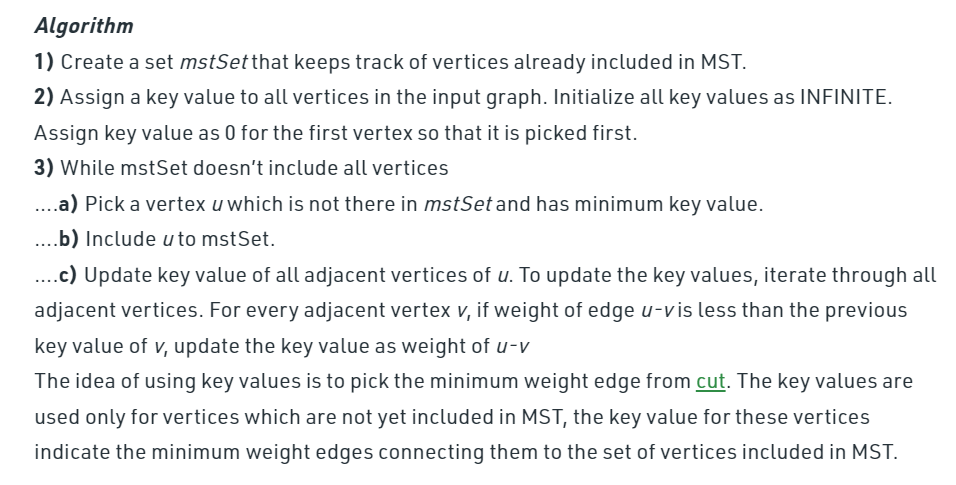 Algorithm
1) Create a set mstSet that keeps track of vertices already included in MST.
2) Assign a key value to all vertices in the input graph. Initialize all key values as INFINITE.
Assign key value as 0 for the first vertex so that it is picked first.
3) While mstSet doesn’t include all vertices
....a) Pick a vertex u which is not there in mstSet and has minimum key value.
....b) Include u to mstSet.
....c) Update key value of all adjacent vertices of u. To update the key values, iterate through all
adjacent vertices. For every adjacent vertex v, if weight of edge u-v is less than the previous
key value of v, update the key value as weight of u-v
The idea of using key values is to pick the minimum weight edge from cut. The key values are
used only for vertices which are not yet included in MST, the key value for these vertices
indicate the minimum weight edges connecting them to the set of vertices included in MST.